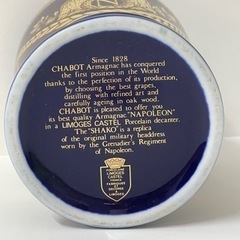 Since 1828
CHABOT Armagnac has conquered
the first position in the World
thanks to the perfection of its production,
by choosing the best grapes,
distilling with refined art and
carefully ageing in oak wood.
CHABOT is pleased to offer you
its best quality Armagnac "NAPOLEON"
in a LIMOGES CASTEL Porcelain decanter.
The "SHAKO" is a replica
of the original military headdress
worn by the Grenadier's Regiment
of Napoleon.
LIMOGES
CASTEL
FRANCE